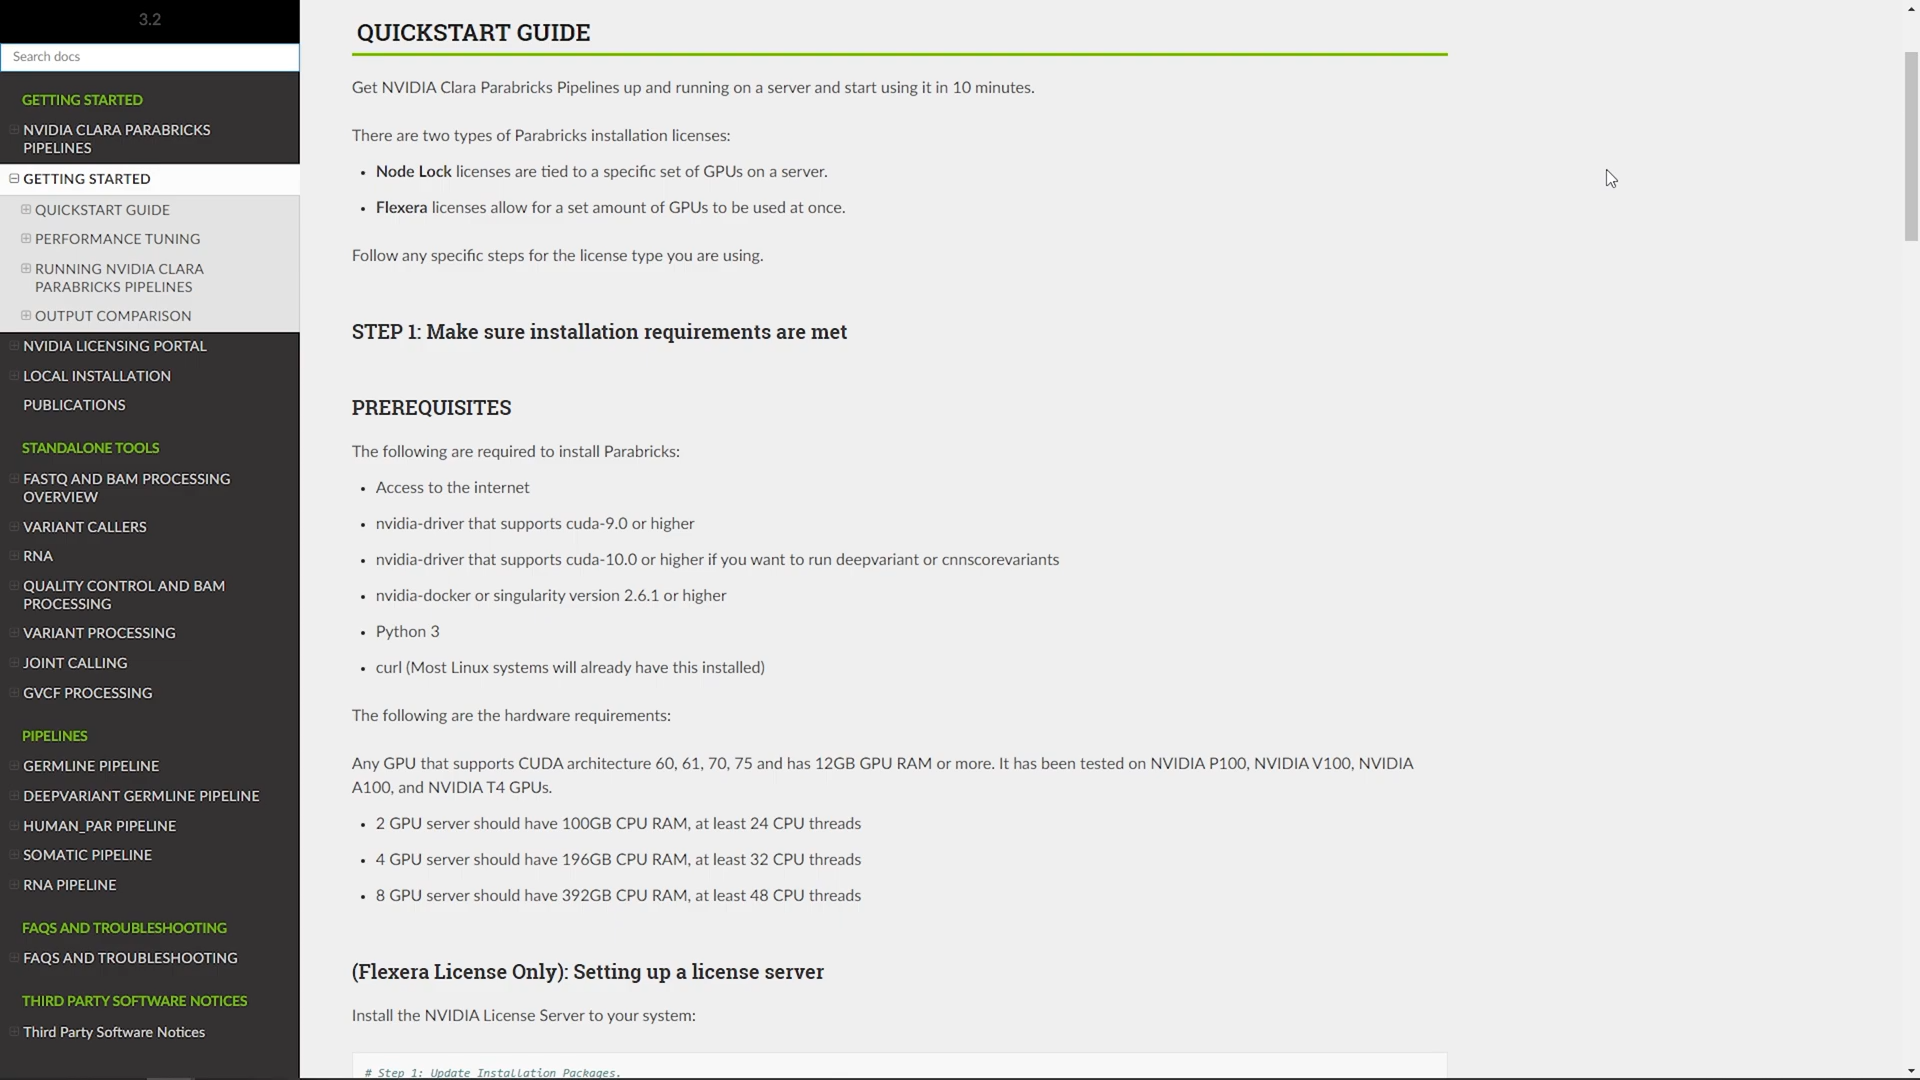 3.2
Search docs
GETTING STARTED
NVIDIA CLARA PARABRICKS
PIPELINES
GETTING STARTED
QUICKSTART GUIDE
PERFORMANCE TUNING
RUNNING NVIDIA CLARA
PARABRICKS PIPELINES
OUTPUT COMPARISON
NVIDIA LICENSING PORTAL
LOCAL INSTALLATION
PUBLICATIONS
STANDALONE TOOLS
FASTQ AND BAM PROCESSING
OVERVIEW
VARIANT CALLERS
RNA
QUALITY CONTROL AND BAM
PROCESSING
VARIANT PROCESSING
JOINT CALLING
GVCF PROCESSING
PIPELINES
GERMLINE PIPELINE
DEEPVARIANT GERMLINE PIPELINE
HUMAN_PAR PIPELINE
SOMATIC PIPELINE
RNA PIPELINE
FAQS AND TROUBLESHOOTING
FAQS AND TROUBLESHOOTING
THIRD PARTY SOFTWARE NOTICES
Third Party Software Notices
QUICKSTART GUIDE
Get NVIDIA Clara Parabricks Pipelines up and running on a server and start using it in 10 minutes.
There are two types of Parabricks installation licenses:
• Node Lock licenses are tied to a specific set of GPUs on a server.
• Flexera licenses allow for a set amount of GPUs to be used at once.
Follow any specific steps for the license type you are using.
STEP 1: Make sure installation requirements are met
PREREQUISITES
The following are required to install Parabricks:
• Access to the internet
• nvidia-driver that supports cuda-9.0 or higher
• nvidia-driver that supports cuda-10.0 or higher if you want to run deepvariant or cnnscorevariants
• nvidia-docker or singularity version 2.6.1 or higher
• Python 3
• curl (Most Linux systems will already have this installed)
The following are the hardware requirements:
Any GPU that supports CUDA architecture 60, 61, 70, 75 and has 12GB GPU RAM or more. It has been tested on NVIDIA P100, NVIDIA V100, NVIDIA
A100, and NVIDIA T4 GPUs.
• 2 GPU server should have 100GB CPU RAM, at least 24 CPU threads
• 4 GPU server should have 196GB CPU RAM, at least 32 CPU threads
• 8 GPU server should have 392GB CPU RAM, at least 48 CPU threads
(Flexera License Only): Setting up a license server
Install the NVIDIA License Server to your system:
# Step 1: Update Installation Packages.